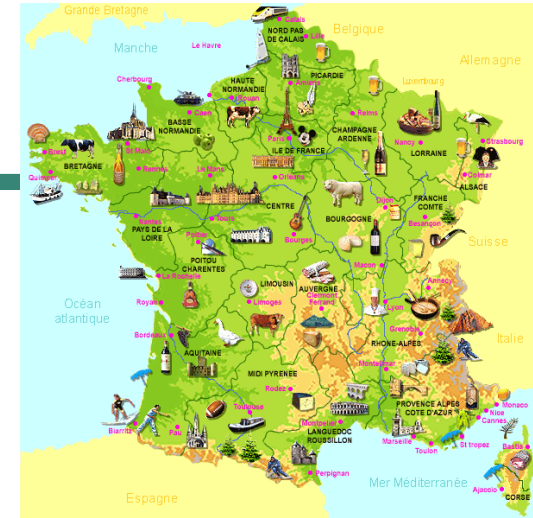 Grande Bretagne
Calais
Belgique
NORD PAS
DE CALAIS
Lille
Manche
Le Havre
Allemagne
PICARDIE
Cherbourg
HAUTE
NORMANDIE
Amiens
Luxembourg
Rouen
Caen
Reims
BASSE
NORMANDIE
CHAMPAGNE
ARDENNE
Paris
Nancy
Strasbourg
Brest
St Malo
ILE DE FRANCE
LORRAINE
BRETAGNE
Rennes
Le Mans
Orléans
Colmar
Quimper
ALSACE
FRANCHE
COMTE
Dijon
CENTRE
BOURGOGNE
Nantes
Tours
Besançon
PAYS DE LA
LOIRE
Poitier
Bourges
Suisse
POITOU
CHARENTES
Macon
La Rochelle
LIMOUSIN
AUVERGNE
Annecy
Clermont
Ferrand
Océan
atlantique
Royan
Limoges
Lyon
Grenoble
Bordeaux
RHONE-ALPES
Italie
AQUITAINE
Montelimar
MIDI PYRENEE
Rodez
PROVENCE ALPES
COTE D'AZUR
Monaco
Nice
Cannes
Toulouse
Montpelier
Biarritz
Pau
LANGUEDOC
ROUSSILLON
Marseille
Toulon
St tropez
Bastia
Perpignan
Mer Méditerranée
Ajaccio
CORSE
Espagne